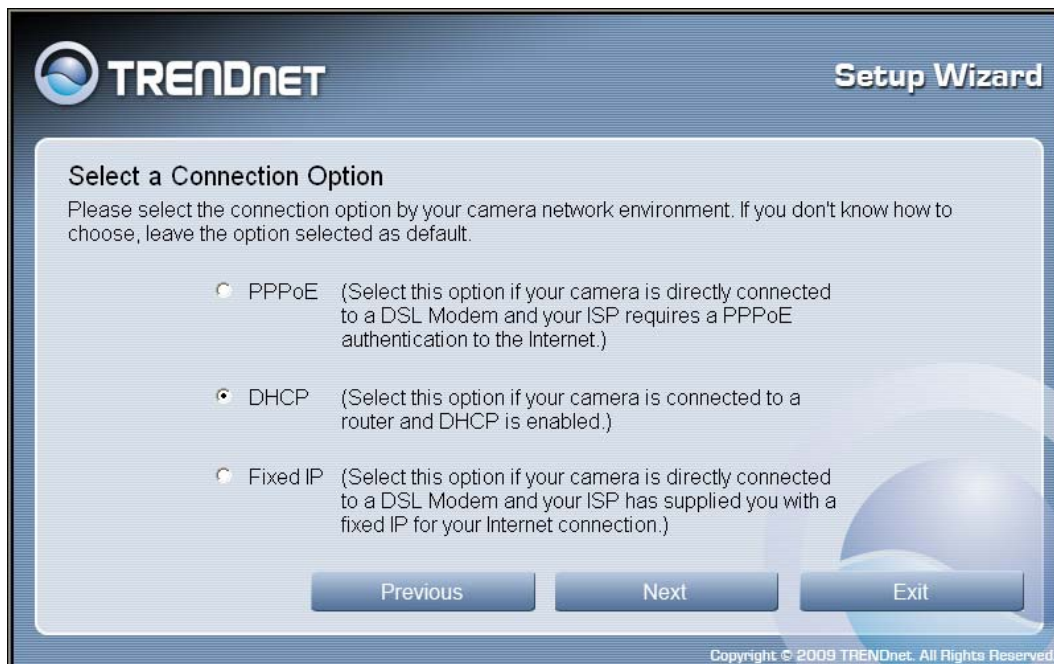 TRENDNET
Setup Wizard
Select a Connection Option
Please select the connection option by your camera network environment. If you don't know how to
choose, leave the option selected as default.
PPPoE (Select this option if your camera is directly connected
to a DSL Modem and your ISP requires a PPPoE
authentication to the Internet.)
DHCP (Select this option if your camera is connected to a
router and DHCP is enabled.)
Fixed IP (Select this option if your camera is directly connected
to a DSL Modem and your ISP has supplied you with a
fixed IP for your Internet connection.)
Previous Next Exit
Copyright © 2009 TRENDnet. All Rights Reserved